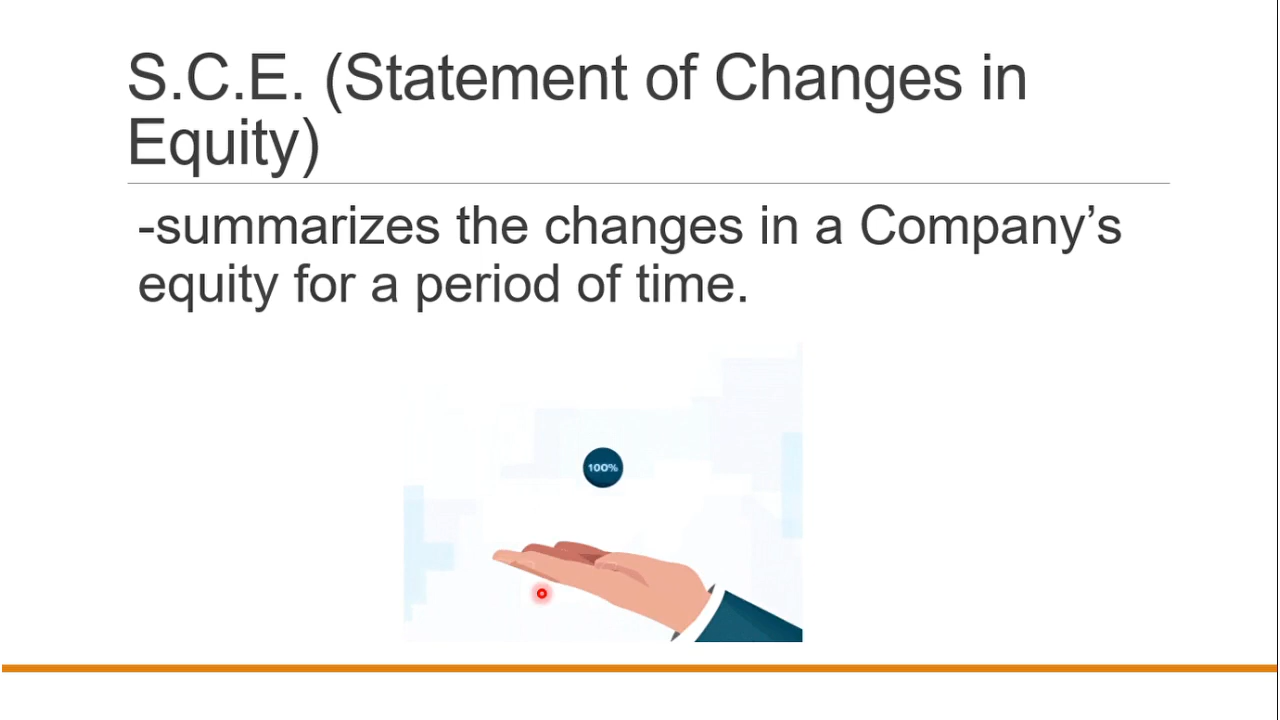 S.C.E. (Statement of Changes in
Equity)
-summarizes the changes in a Company’s
equity for a period of time.
100%